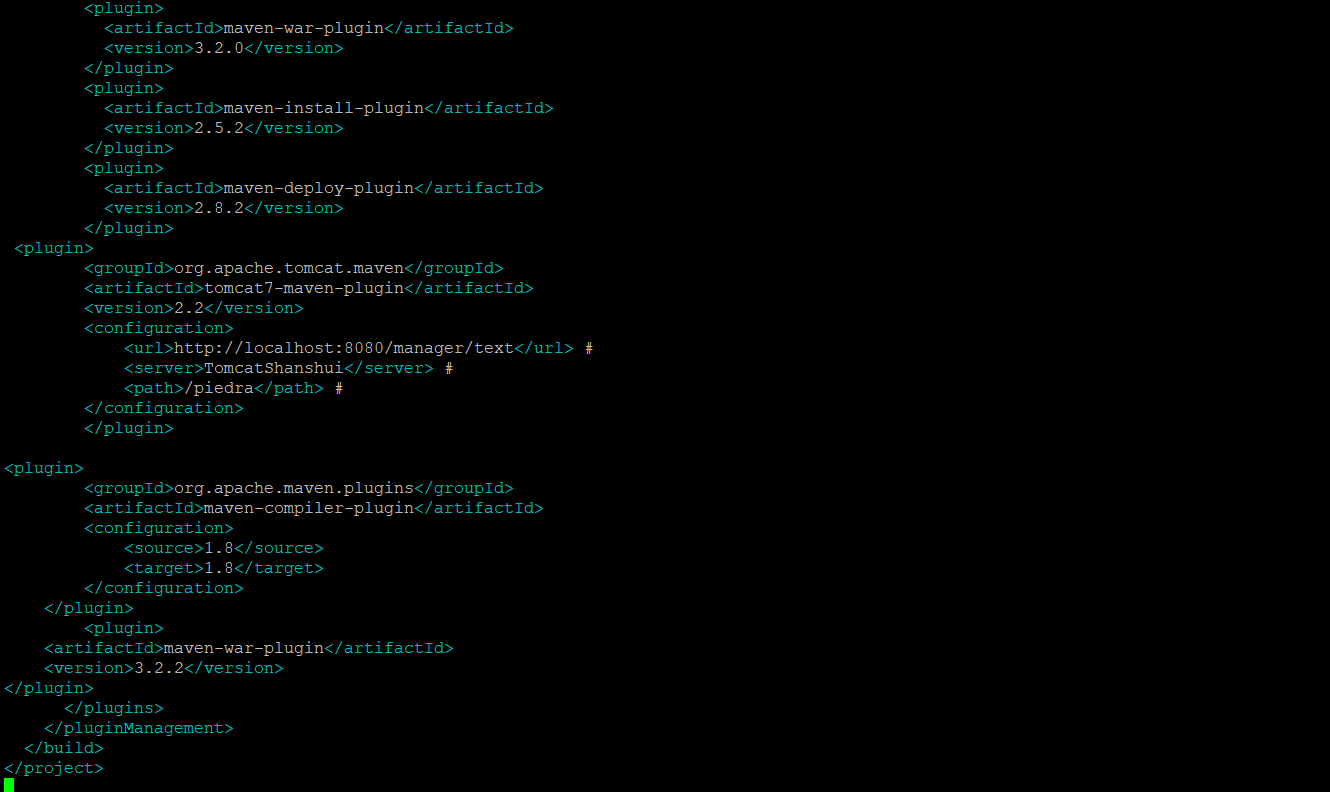 <plugin>
<artifactId>maven-war-plugin</artifactId>
<version>3.2.0</version>
</plugin>
<plugin>
<artifactId>maven-install-plugin</artifactId>
<version>2.5.2</version>
</plugin>
<plugin>
<artifactId>maven-deploy-plugin</artifactId>
<version>2.8.2</version>
</plugin>
<plugin>
<groupId>org.apache.tomcat.maven</groupId>
<artifactId>tomcat7-maven-plugin</artifactId>
<version>2.2</version>
<configuration>
<url>http://localhost:8080/manager/text</url> #
<server>TomcatShanshui</server> #
<path>/piedra</path> #
</configuration>
</plugin>
<plugin>
<groupId>org.apache.maven.plugins</groupId>
<artifactId>maven-compiler-plugin</artifactId>
<configuration>
<source>1.8</source>
<target>1.8</target>
</configuration>
</plugin>
<plugin>
<artifactId>maven-war-plugin</artifactId>
<version>3.2.2</version>
</plugin>
</plugins>
</pluginManagement>
</build>
</project>